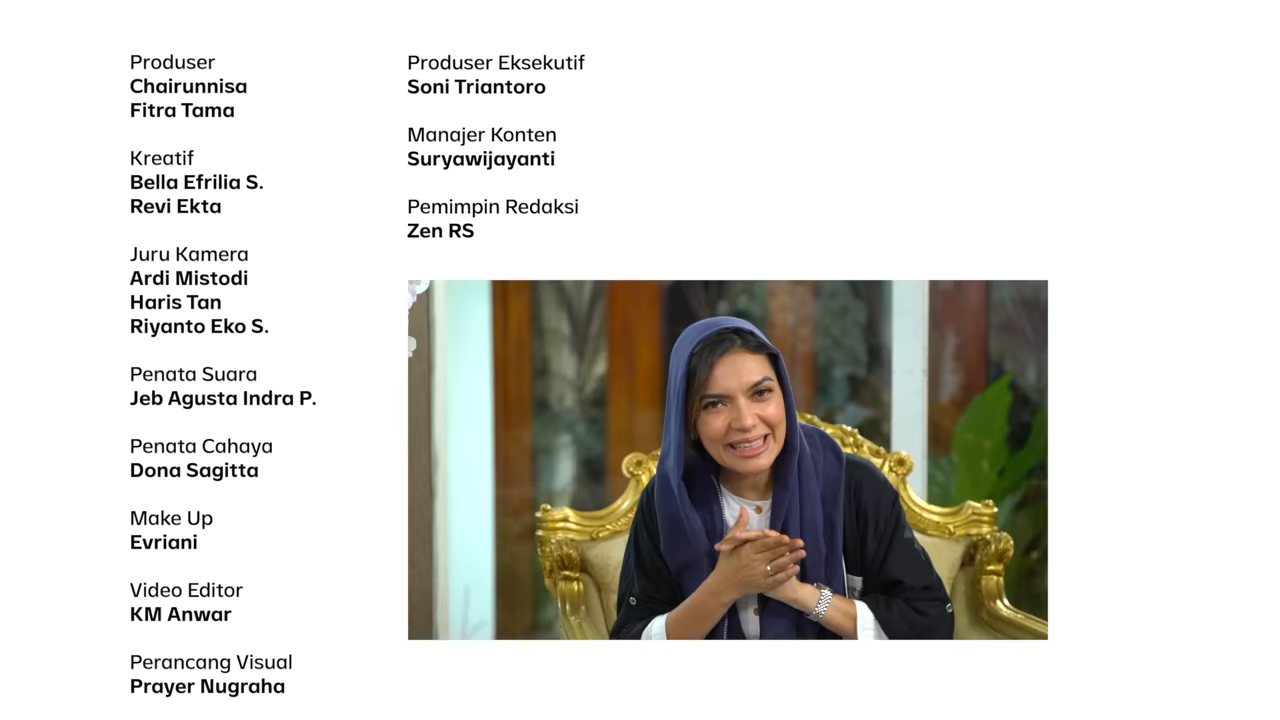 Produser
Chairunnisa
Fitra Tama
Kreatif
Bella Efrilia S.
Revi Ekta
Juru Kamera
Ardi Mistodi
Haris Tan
Riyanto Eko S.
Penata Suara
Jeb Agusta Indra P.
Penata Cahaya
Dona Sagitta
Make Up
Evriani
Video Editor
KM Anwar
Perancang Visual
Prayer Nugraha
Produser Eksekutif
Soni Triantoro
Manajer Konten
Suryawijayanti
Pemimpin Redaksi
Zen RS